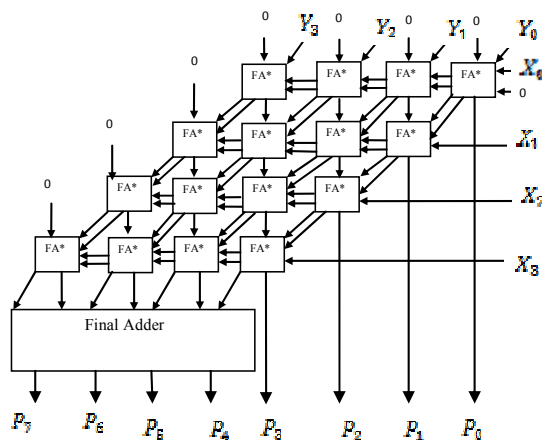 0 Y₃ 0 Y₂ 0 Y₁ 0 Y₀
0 FA* FA* FA* FA* X₀
0
0 FA* FA* FA* FA* X₁
0 FA* FA* FA* FA* X₂
FA* FA* FA* FA* X₃
Final Adder
P₇ P₆ P₅ P₄ P₃ P₂ P₁ P₀